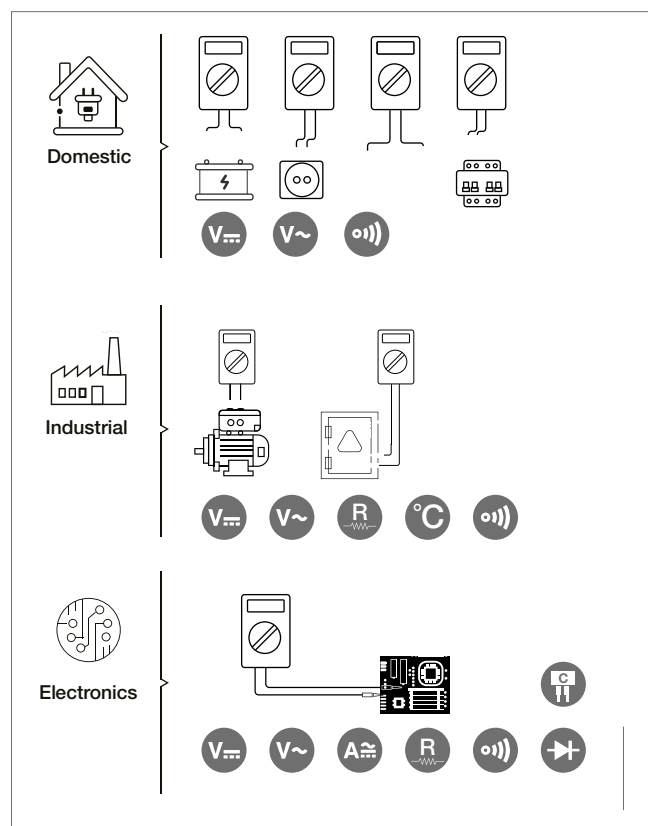 Domestic
V V~
Industrial
V V~ R °C
Electronics
C
V V~ A R